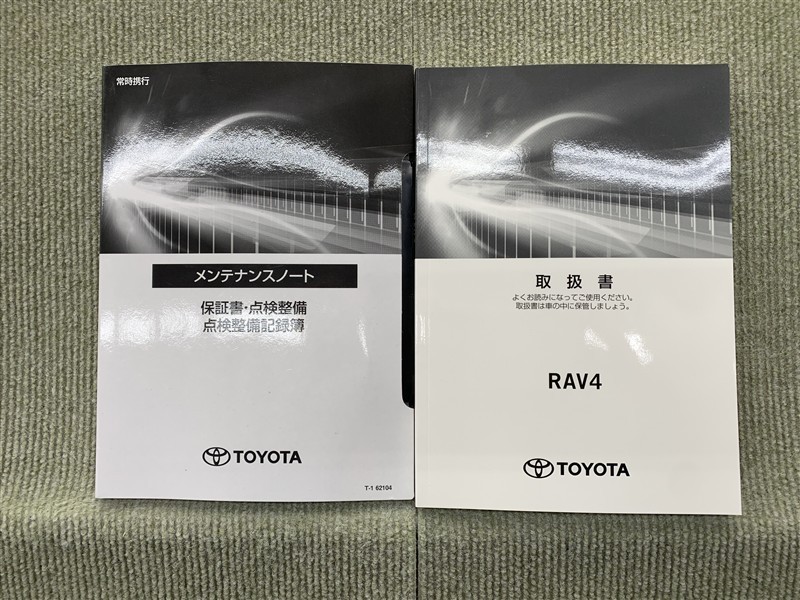 常時携行
メンテナンスノート
保証書・点検整備
点検整備記録簿
TOYOTA
T-1 62104
取扱書
よくお読みになってご使用ください。
取扱書は車の中に保管しましょう。
RAV4
TOYOTA